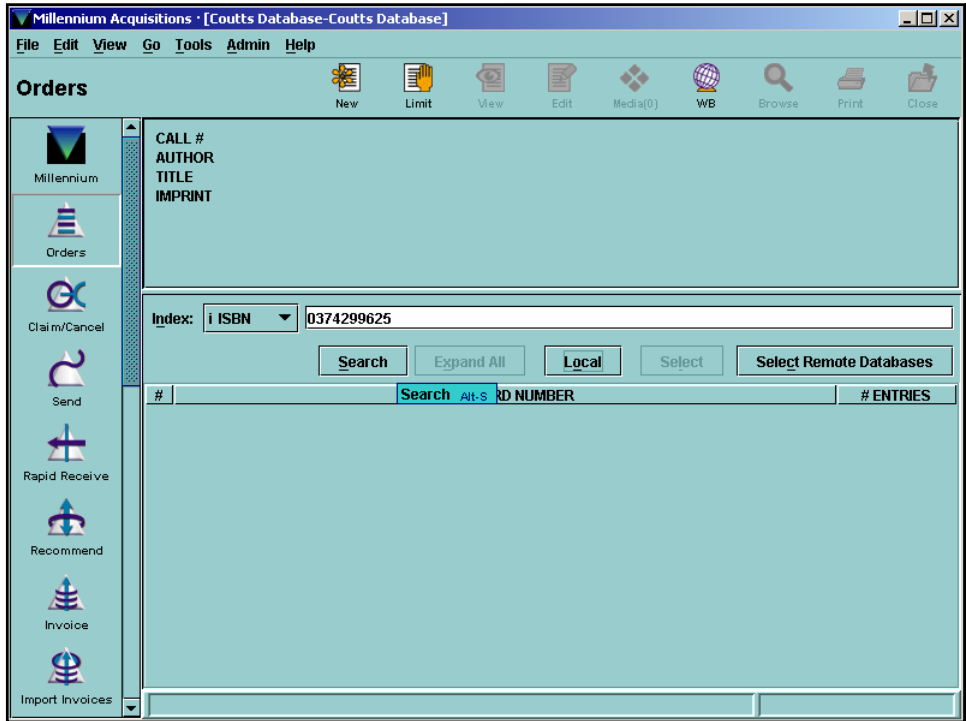 Millennium Acquisitions · [Coutts Database-Coutts Database]
File Edit View Go Tools Admin Help
Orders
New Limit View Edit Media(0) WB Browse Print Close
Millennium
Orders
Claim/Cancel
Send
Rapid Receive
Recommend
Invoice
Import Invoices
CALL #
AUTHOR
TITLE
IMPRINT
Index: i ISBN 0374299625
Search Expand All Local Select Select Remote Databases
# RD NUMBER # ENTRIES
Search Alt-S